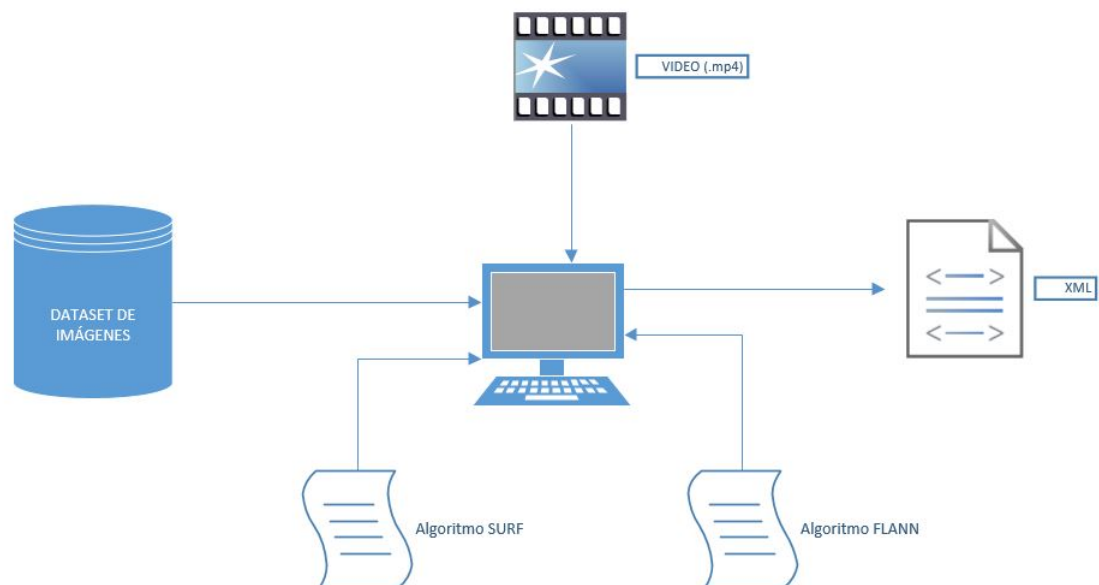 VIDEO (.mp4)
DATASET DE
IMÁGENES
XML
Algoritmo SURF
Algoritmo FLANN